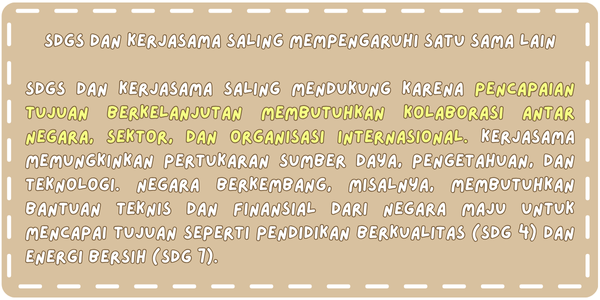 SDGS DAN KERJASAMA SALING MEMPENGARUHI SATU SAMA LAIN
SDGS DAN KERJASAMA SALING MENDUKUNG KARENA PENCAPAIAN
TUJUAN BERKELANJUTAN MEMBUTUHKAN KOLABORASI ANTAR
NEGARA, SEKTOR, DAN ORGANISASI INTERNASIONAL. KERJASAMA
MEMUNGKINKAN PERTUKARAN SUMBER DAYA, PENGETAHUAN, DAN
TEKNOLOGI. NEGARA BERKEMBANG, MISALNYA, MEMBUTUHKAN
BANTUAN TEKNIS DAN FINANSIAL DARI NEGARA MAJU UNTUK
MENCAPAI TUJUAN SEPERTI PENDIDIKAN BERKUALITAS (SDG 4) DAN
ENERGI BERSIH (SDG 7).